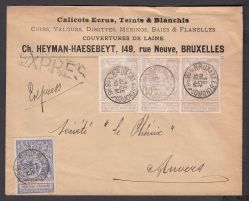 Calicots Ecrus, Teints & Blanchis
Cuirs, Velours, Dimittes, Mérinos, Baies & Flanelles
COUVERTURES DE LAINE
Ch. HEYMAN-HAESEBEYT, 149, rue Neuve, BRUXELLES
EXPRES
Express
Société "Le Phénix"
Anvers